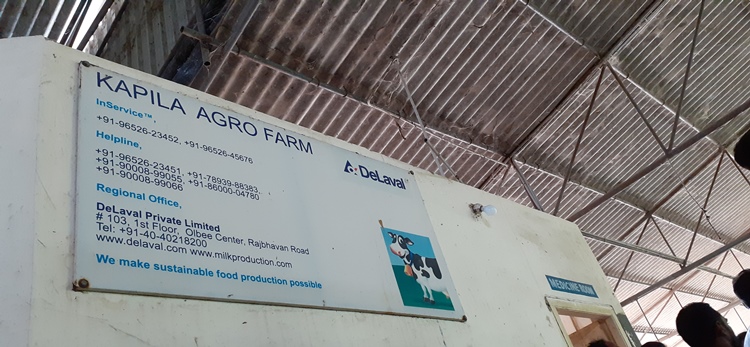 KAPILA AGRO FARM
InService™,
+91-96526-23452, +91-96526-45676
Helpline,
+91-96526-23451, +91-78939-88383,
+91-90008-99055, +91-86000-04780
+91-90008-99066
Regional Office,
DeLaval Private Limited
# 103, 1st Floor, Olbee Center, Rajbhavan Road
Tel: +91-40-40218200
www.delaval.com www.milkproduction.com
We make sustainable food production possible
DeLaval
MEDICINE ROOM